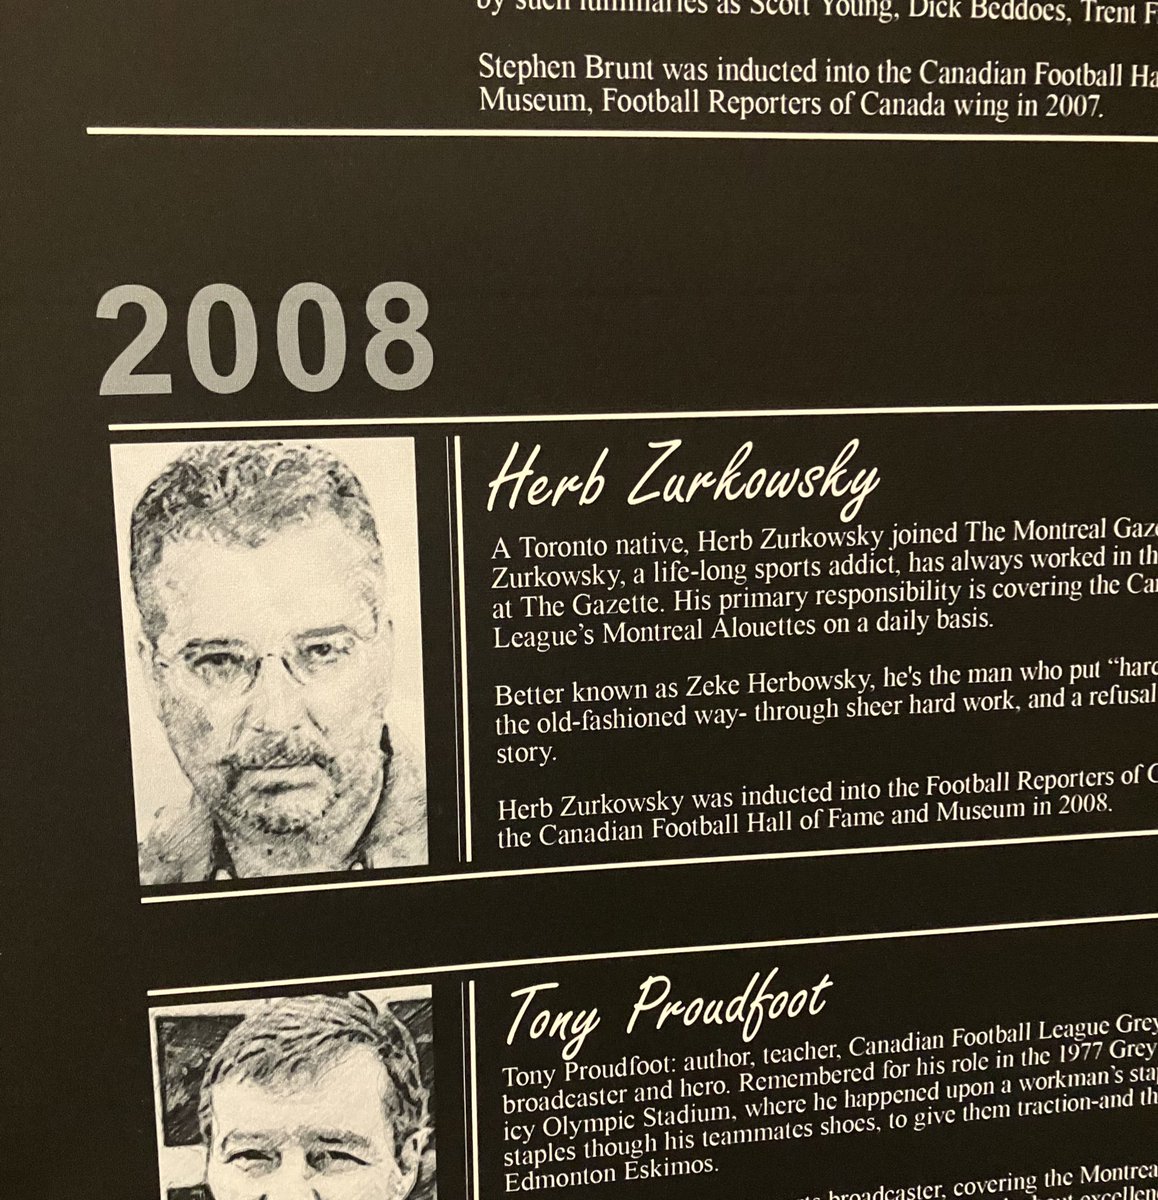 by such luminaries as Scott Young, Dick Beddoes, Trent
Stephen Brunt was inducted into the Canadian Football
Museum, Football Reporters of Canada wing in 2007.
2008
Herb Zurkowsky
A Toronto native, Herb Zurkowsky joined The Montreal
Zurkowsky, a life-long sports addict, has always worked in
at The Gazette. His primary responsibility is covering the
League's Montreal Alouettes on a daily basis.
Better known as Zeke Herbowsky, he's the man who put
the old-fashioned way- through sheer hard work, and a refusal
story.
Herb Zurkowsky was inducted into the Football Reporters of
the Canadian Football Hall of Fame and Museum in 2008.
Tony Proudfoot
Tony Proudfoot: author, teacher, Canadian Football League
broadcaster and hero. Remembered for his role in the 1977 Grey
icy Olympic Stadium, where he happened upon a workman's
staples though his teammates shoes, to give them traction-and
Edmonton Eskimos.
broadcaster, covering the